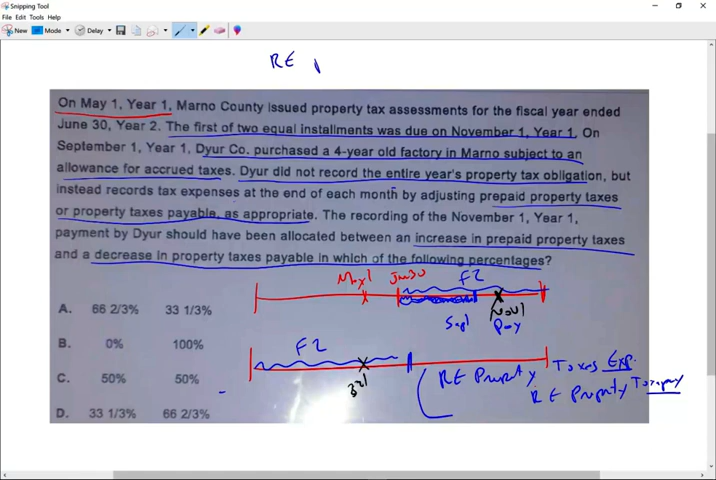 Snipping Tool
File Edit Tools Help
New Mode Delay
RE
On May 1, Year 1, Marno County issued property tax assessments for the fiscal year ended
June 30, Year 2. The first of two equal installments was due on November 1, Year 1. On
September 1, Year 1, Dyur Co. purchased a 4-year old factory in Marno subject to an
allowance for accrued taxes. Dyur did not record the entire year's property tax obligation, but
instead records tax expenses at the end of each month by adjusting prepaid property taxes
or property taxes payable, as appropriate. The recording of the November 1, Year 1,
payment by Dyur should have been allocated between an increase in prepaid property taxes
and a decrease in property taxes payable in which of the following percentages?
May 1 Jun 30 FZ
A. 66 2/3% 33 1/3%
Sep 1 Nov 1
Pay
B. 0% 100%
FZ
Taxes Exp.
C. 50% 50%
RE Property
RE Property Tax pay
D. 33 1/3% 66 2/3%